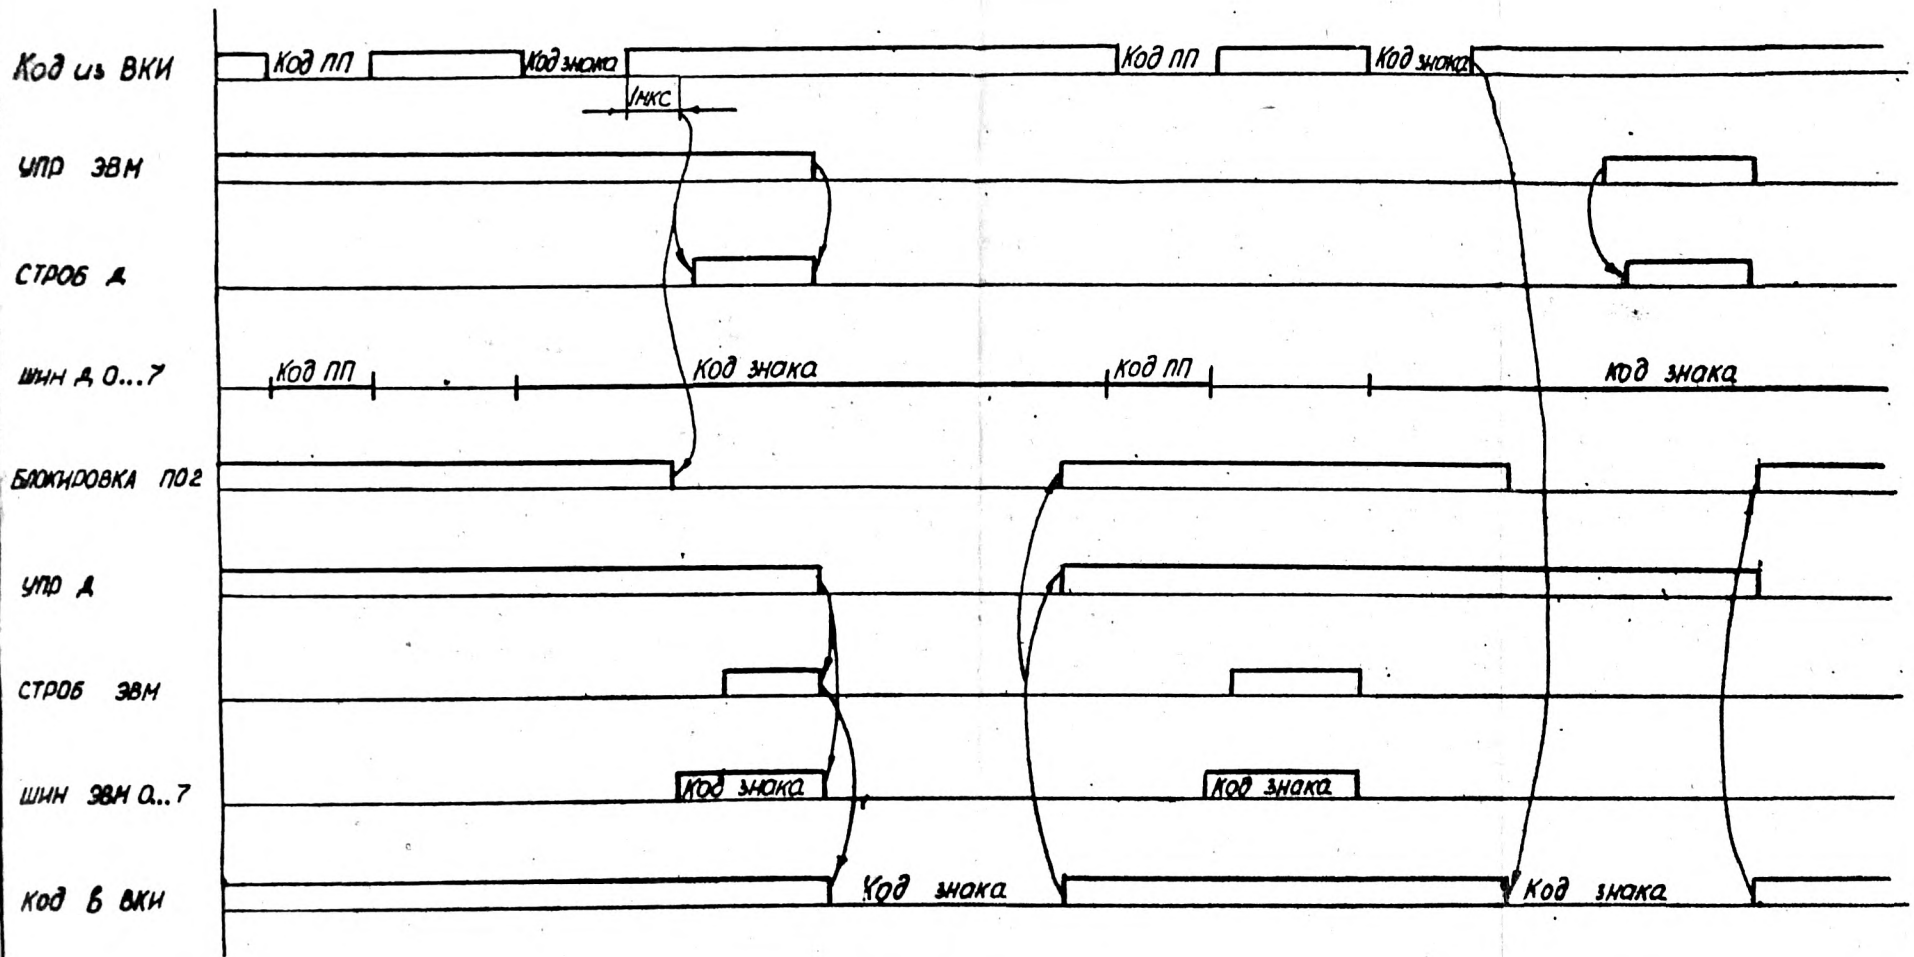 Код из ВКИ
Код ПП
Код знака
Код ПП
Код знака
1мкс
УПР ЭВМ
СТРОБ Д
ШИН Д 0...7
Код ПП
Код знака
Код ПП
Код знака
БЛОКИРОВКА ПО2
УПР Д
СТРОБ ЭВМ
ШИН ЭВМ 0...7
Код знака
Код знака
Код в ВКИ
Код знака
Код знака